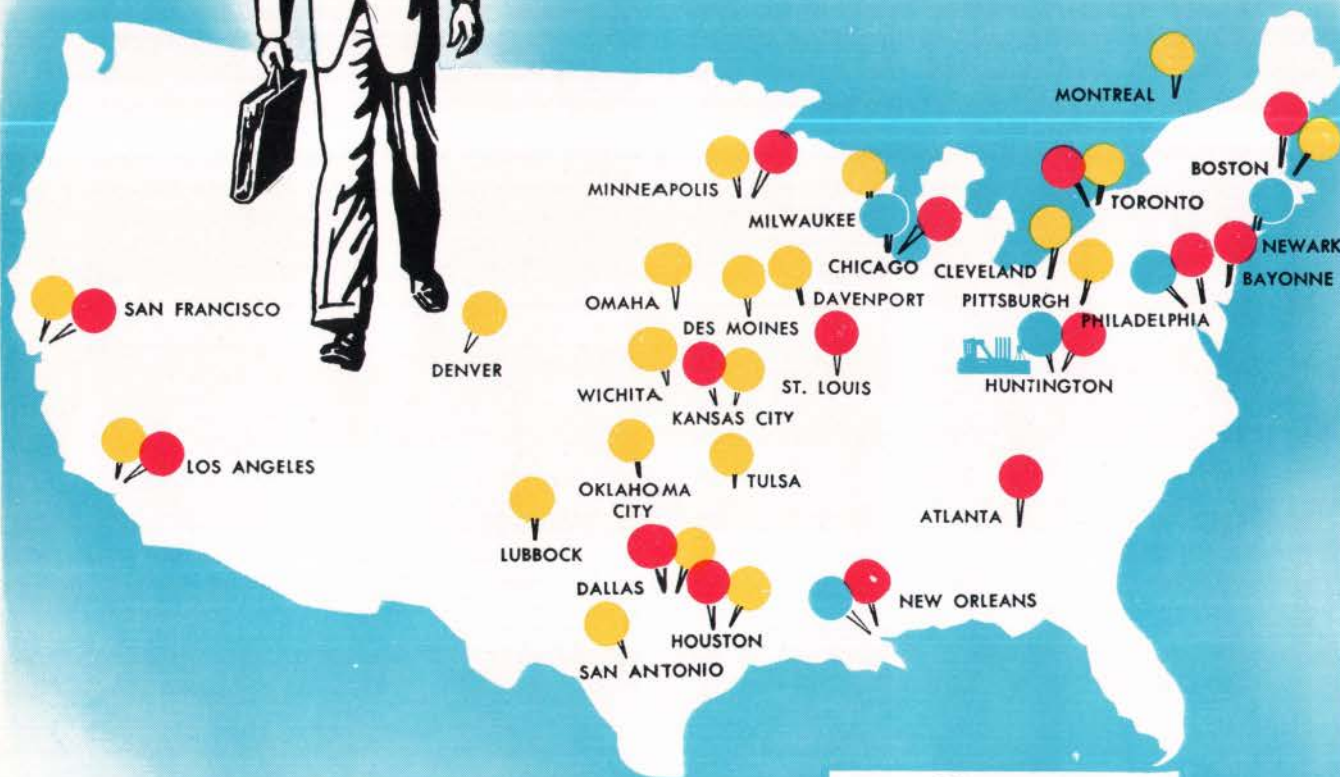 MONTREAL
BOSTON
MINNEAPOLIS
TORONTO
MILWAUKEE
NEWARK
CHICAGO
CLEVELAND
BAYONNE
OMAHA
DAVENPORT
PITTSBURGH
SAN FRANCISCO
DES MOINES
PHILADELPHIA
DENVER
ST. LOUIS
HUNTINGTON
WICHITA
KANSAS CITY
LOS ANGELES
TULSA
OKLAHOMA
CITY
ATLANTA
LUBBOCK
DALLAS
NEW ORLEANS
HOUSTON
SAN ANTONIO